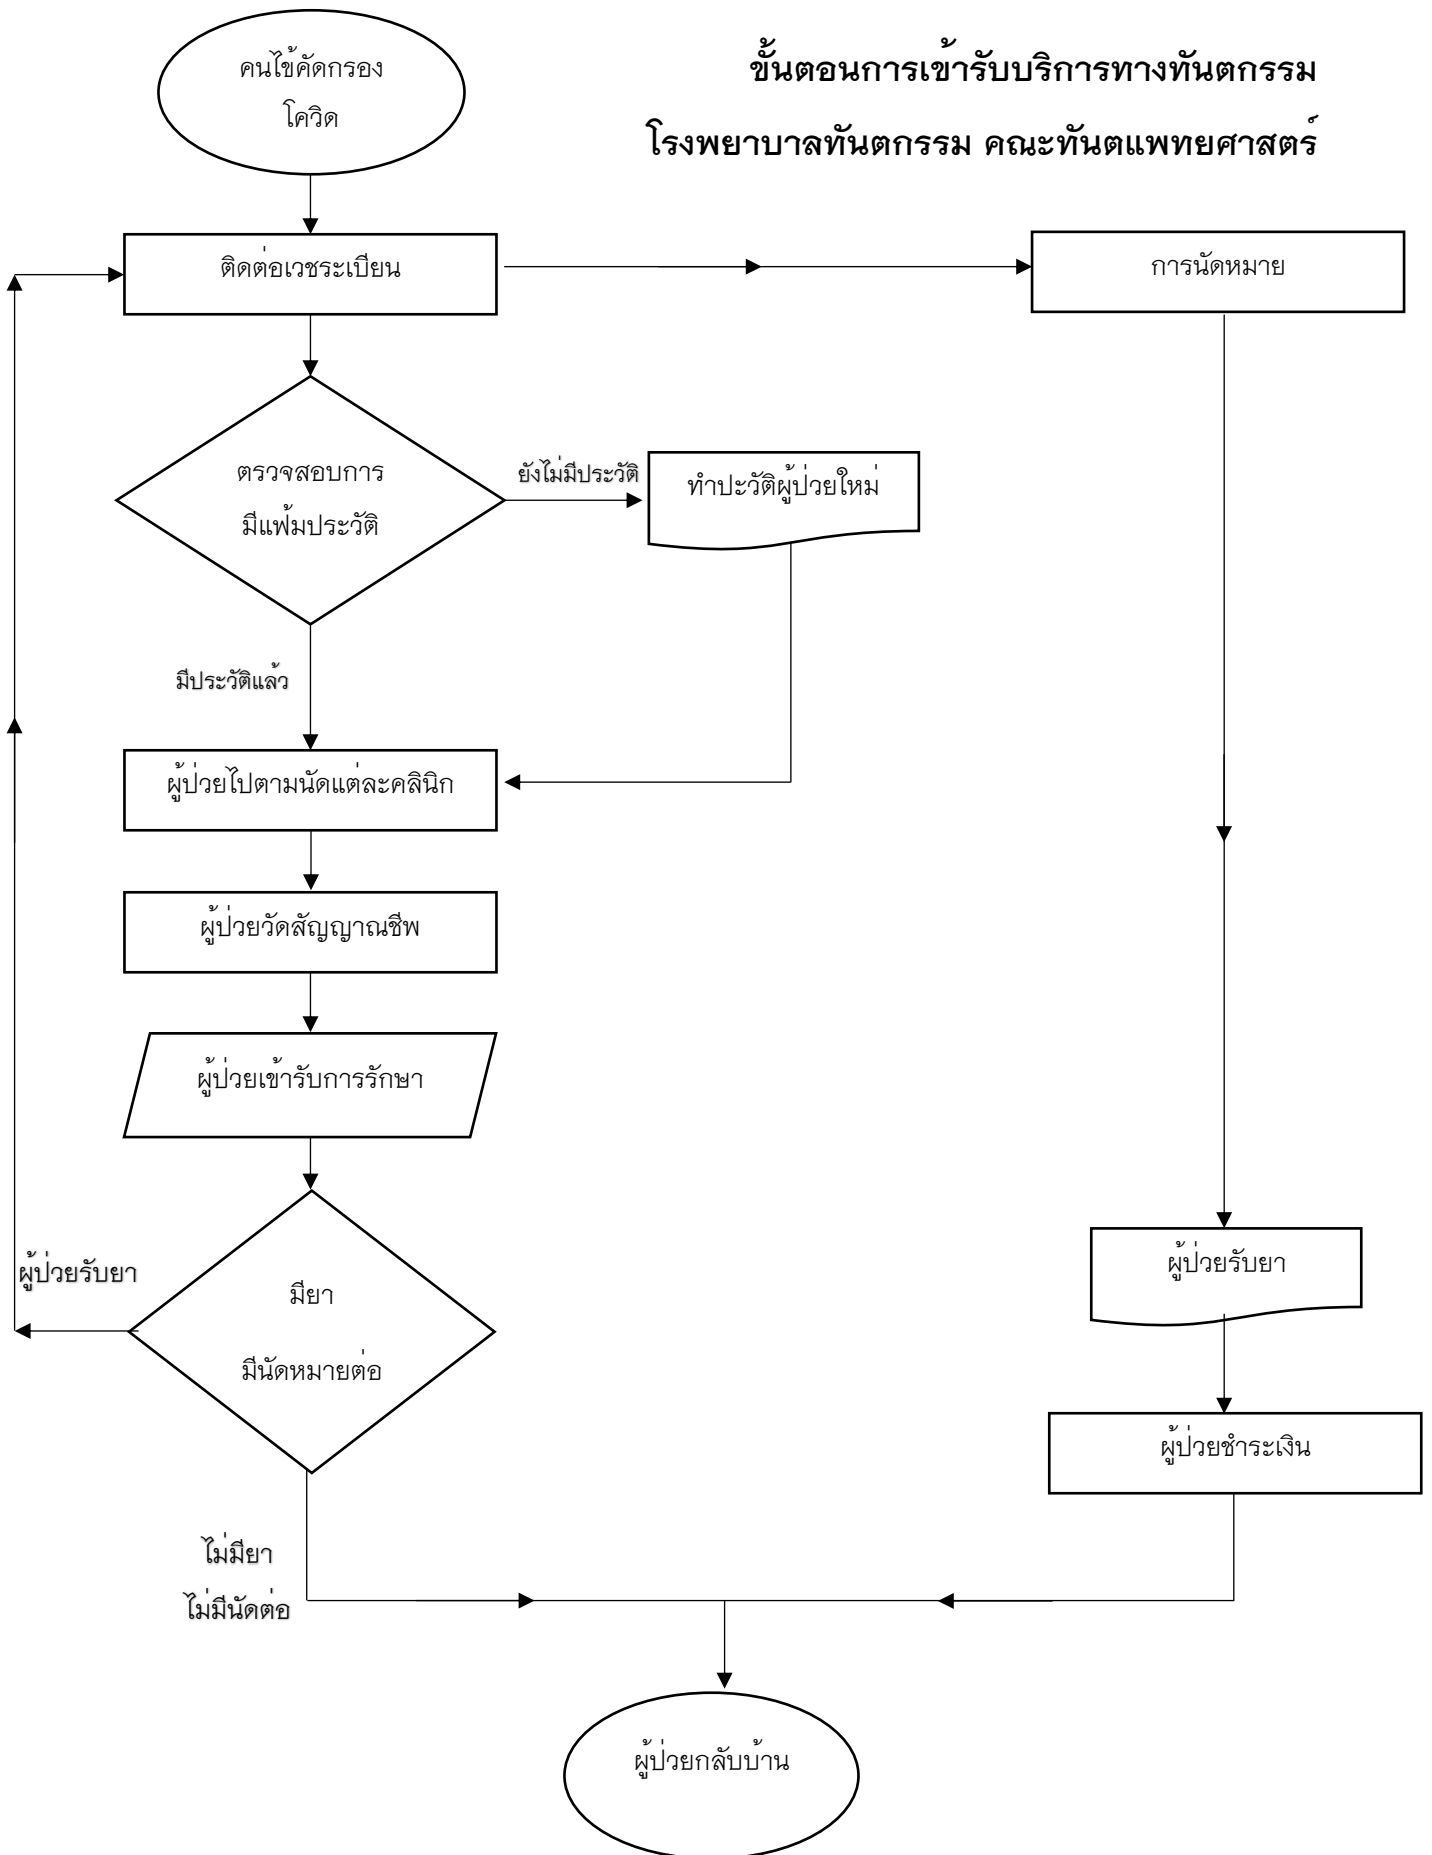 ขั้นตอนการเข้ารับบริการทางทันตกรรม
โรงพยาบาลทันตกรรม คณะทันตแพทยศาสตร์
คนไข้คัดกรอง
โควิด
ติดต่อเวชระเบียน
การนัดหมาย
ตรวจสอบการ
มีแฟ้มประวัติ
ยังไม่มีประวัติ
ทำปะวัติผู้ป่วยใหม่
มีประวัติแล้ว
ผู้ป่วยไปตามนัดแต่ละคลินิก
ผู้ป่วยวัดสัญญาณชีพ
ผู้ป่วยเข้ารับการรักษา
ผู้ป่วยรับยา
มียา
มีนัดหมายต่อ
ผู้ป่วยรับยา
ผู้ป่วยชำระเงิน
ไม่มียา
ไม่มีนัดต่อ
ผู้ป่วยกลับบ้าน